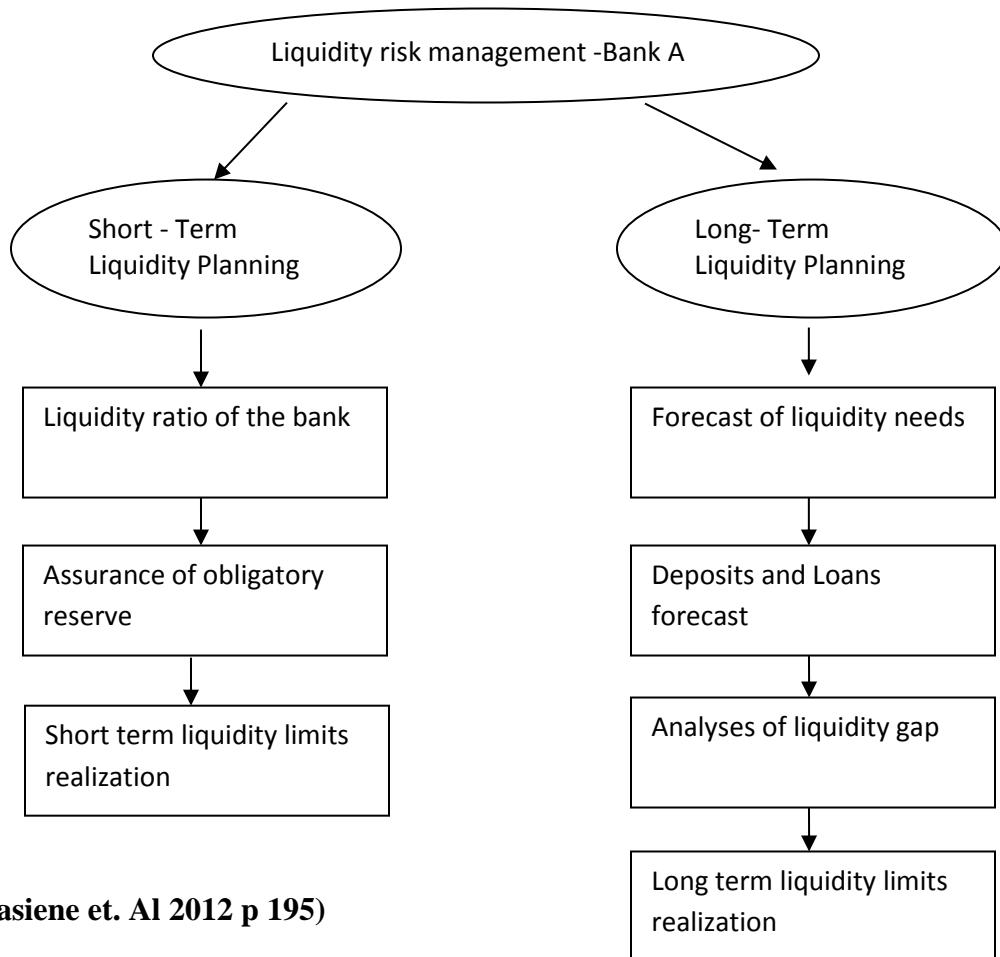 Liquidity risk management -Bank A
Short - Term
Liquidity Planning
Long- Term
Liquidity Planning
Liquidity ratio of the bank
Forecast of liquidity needs
Assurance of obligatory
reserve
Deposits and Loans
forecast
Short term liquidity limits
realization
Analyses of liquidity gap
Long term liquidity limits
realization
asiene et. Al 2012 p 195)